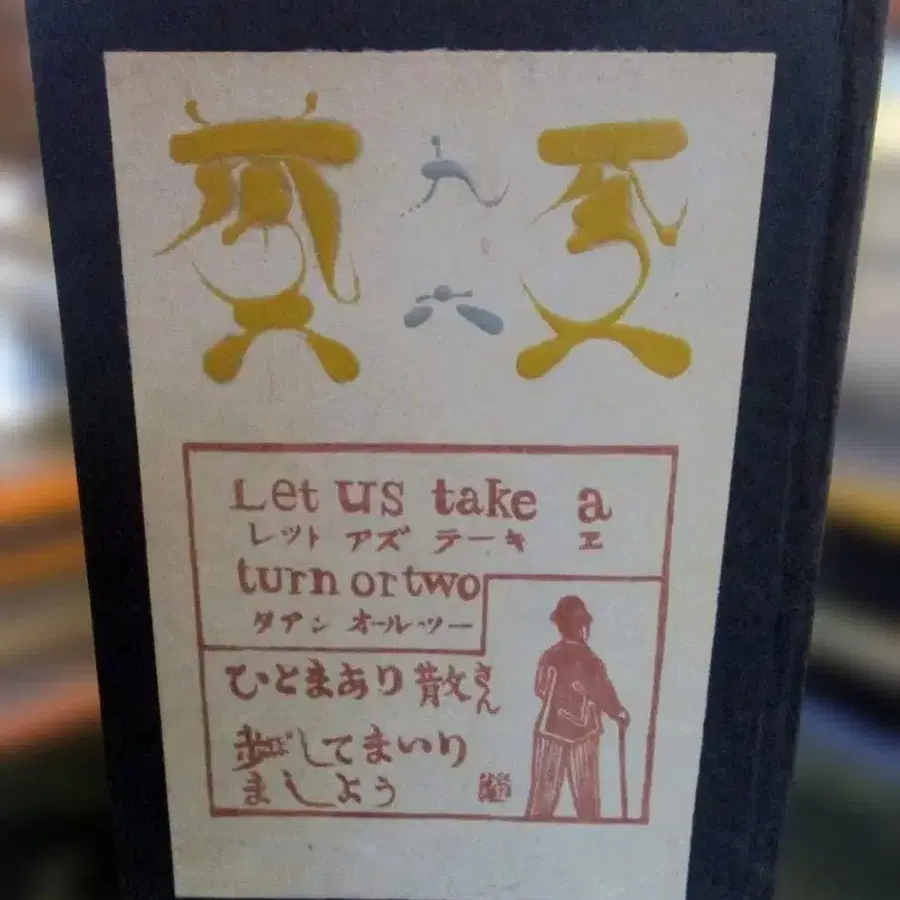 Let us take a
レツト アズ テーキ ヱ
turn or two
タアン オールツー
ひとまあり散さん
歩してまいり
ましよう